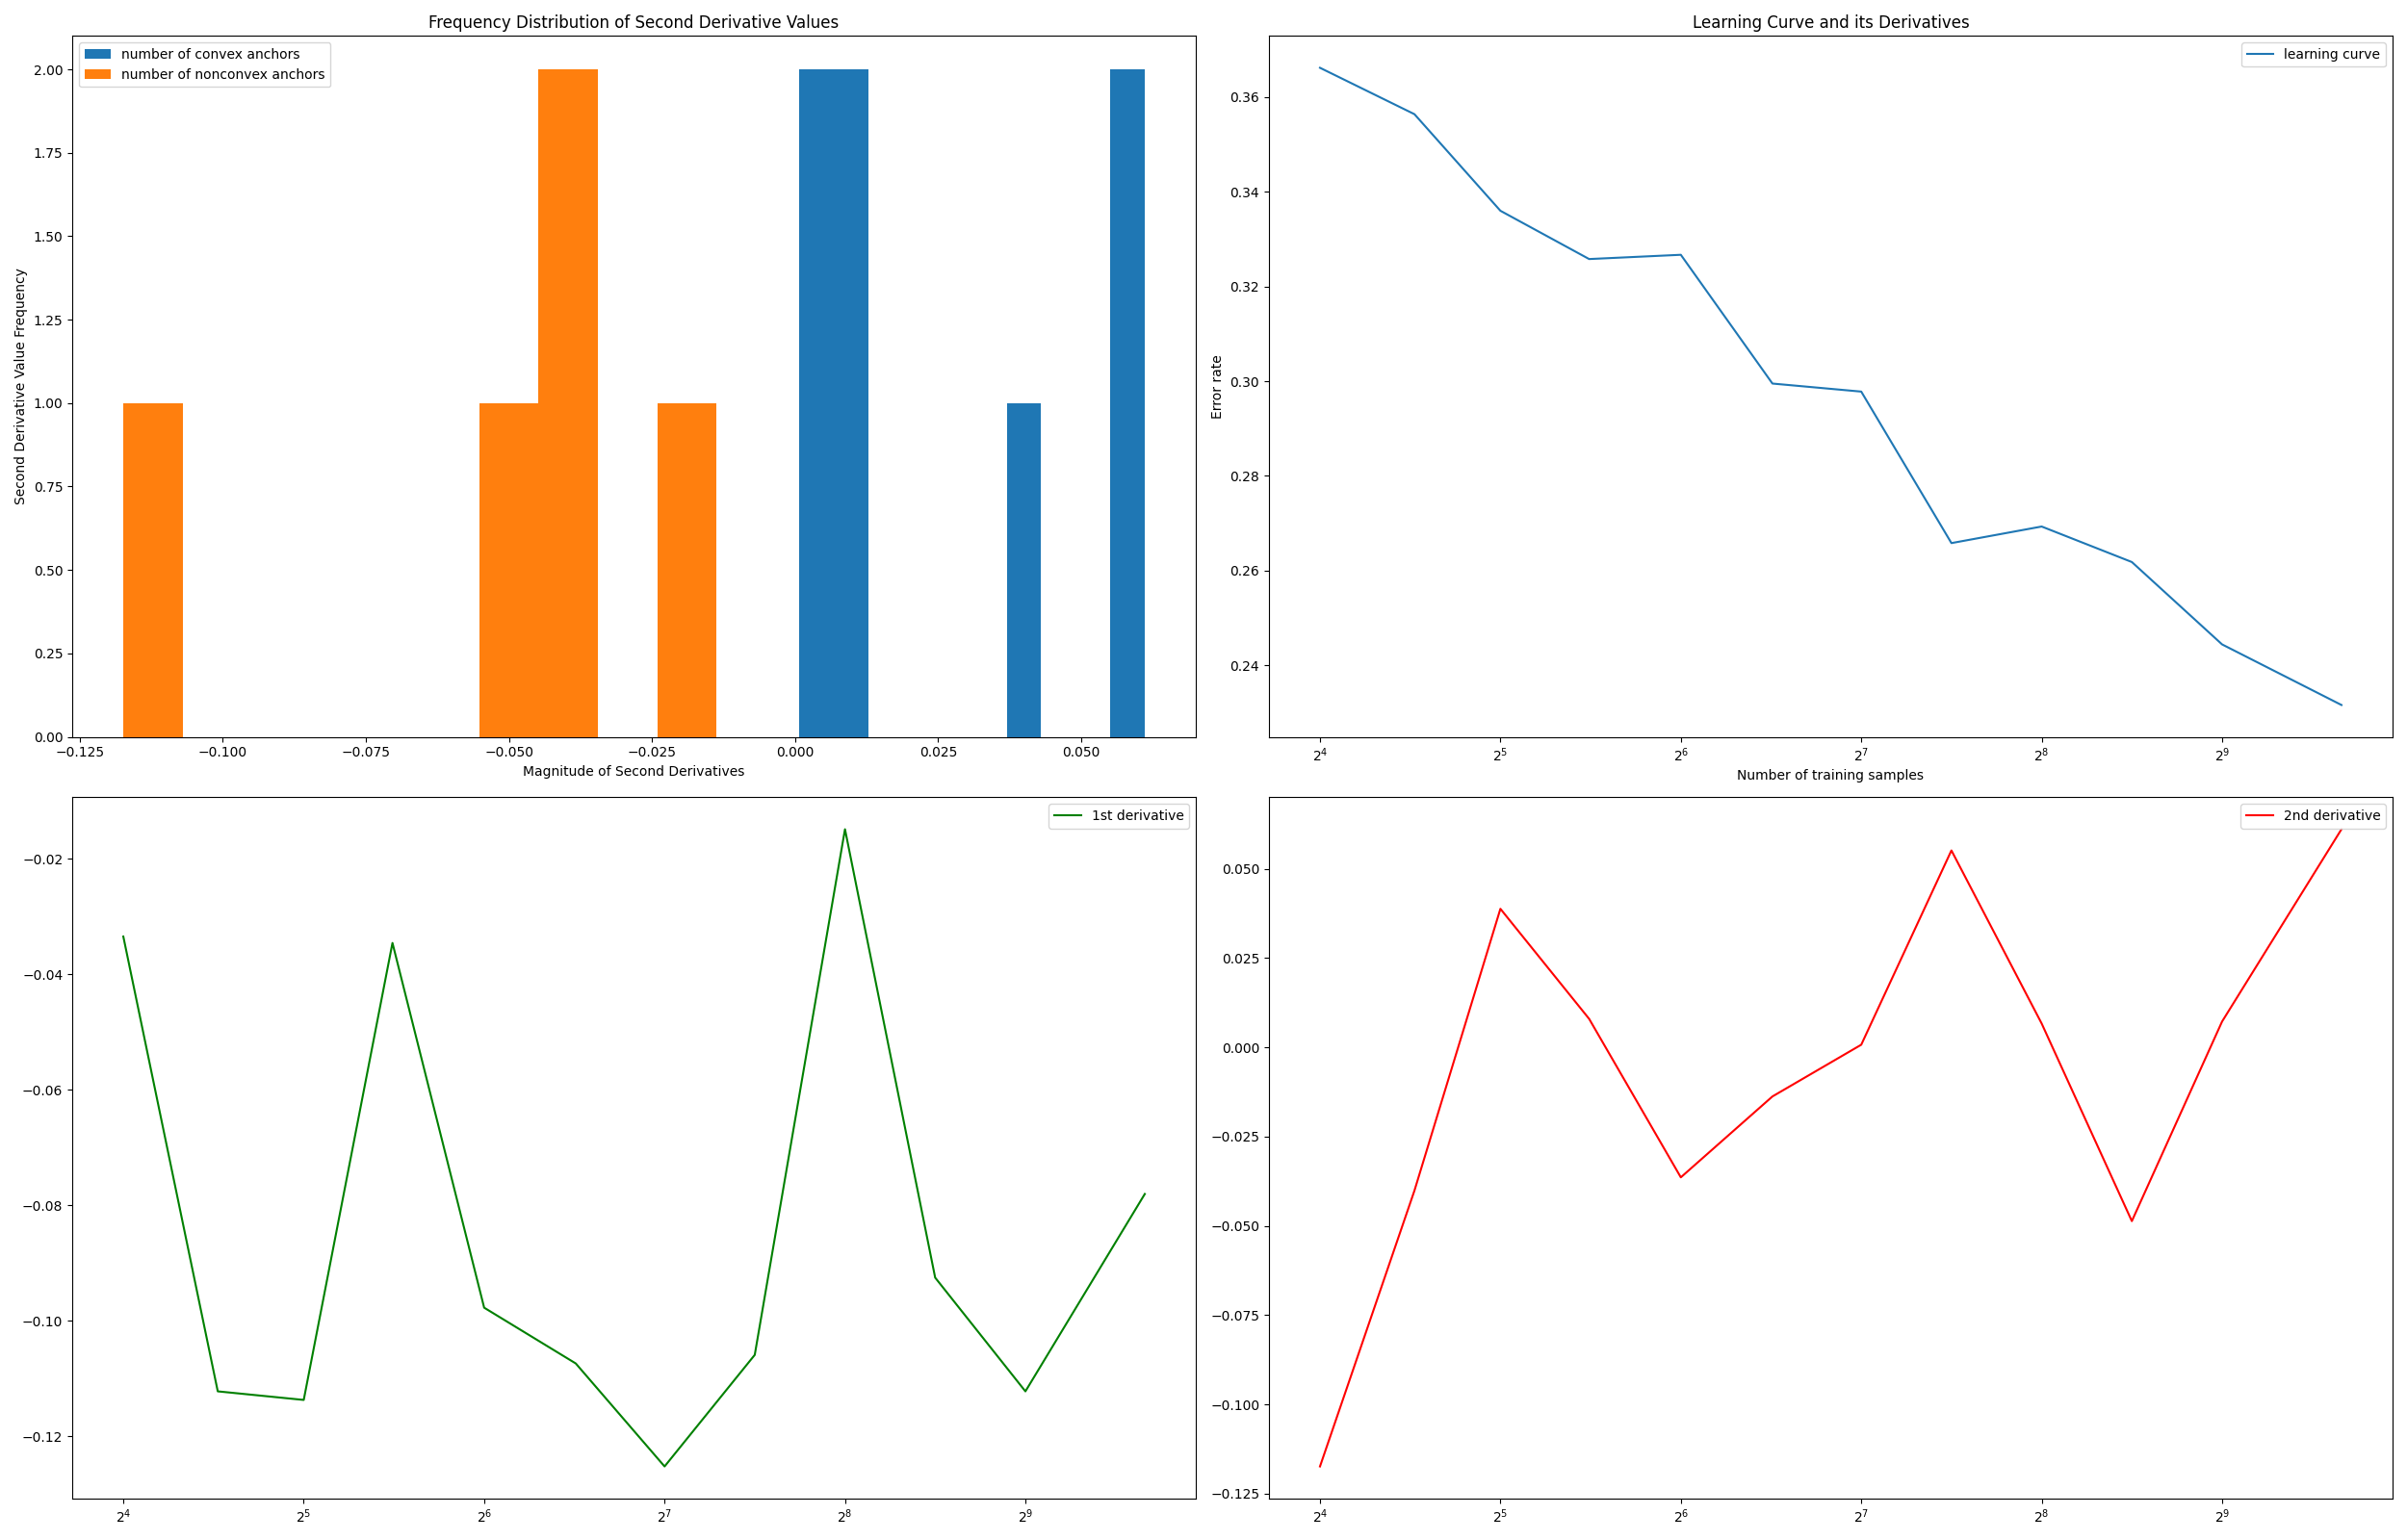 Frequency Distribution of Second Derivative Values
number of convex anchors
number of nonconvex anchors
Second Derivative Value Frequency
2.00
1.75
1.50
1.25
1.00
0.75
0.50
0.25
0.00
−0.125 −0.100 −0.075 −0.050 −0.025 0.000 0.025 0.050
Magnitude of Second Derivatives
Learning Curve and its Derivatives
learning curve
Error rate
0.36
0.34
0.32
0.30
0.28
0.26
0.24
2⁴ 2⁵ 2⁶ 2⁷ 2⁸ 2⁹
Number of training samples
1st derivative
−0.02
−0.04
−0.06
−0.08
−0.10
−0.12
2⁴ 2⁵ 2⁶ 2⁷ 2⁸ 2⁹
2nd derivative
0.050
0.025
0.000
−0.025
−0.050
−0.075
−0.100
−0.125
2⁴ 2⁵ 2⁶ 2⁷ 2⁸ 2⁹